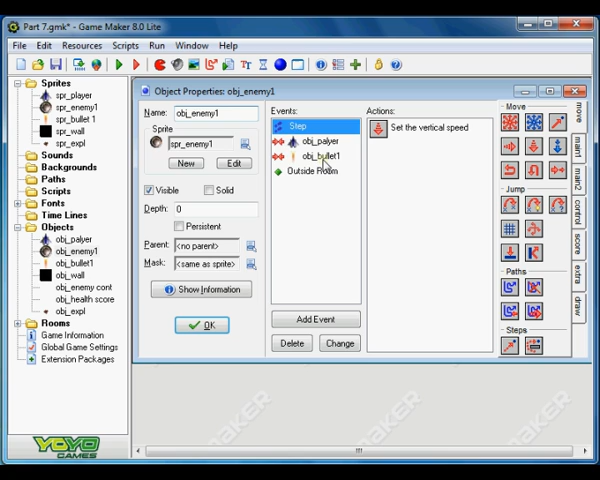 Part 7.gmk* - Game Maker 8.0 Lite
File Edit Resources Scripts Run Window Help
Sprites
spr_player
spr_enemy1
spr_bullet 1
spr_wall
Sounds
Backgrounds
Paths
Scripts
Fonts
Time Lines
Objects
obj_palyer
obj_enemy1
obj_bullet1
obj_wall
obj_enemy cont
obj_health score
obj_expl
Rooms
Game Information
Global Game Settings
Extension Packages
YOYO
GAMES
Object Properties: obj_enemy1
Name: obj_enemy1
Sprite
spr_enemy1
New Edit
Visible Solid
Depth: 0
Persistent
Parent: <no parent>
Mask: <same as sprite>
Show Information
OK
Events:
Step
obj_palyer
obj_bullet1
Outside Room
Add Event
Delete Change
Actions:
Set the vertical speed
Move
Jump
Paths
Steps
move
main1
main2
control
score
extra
draw